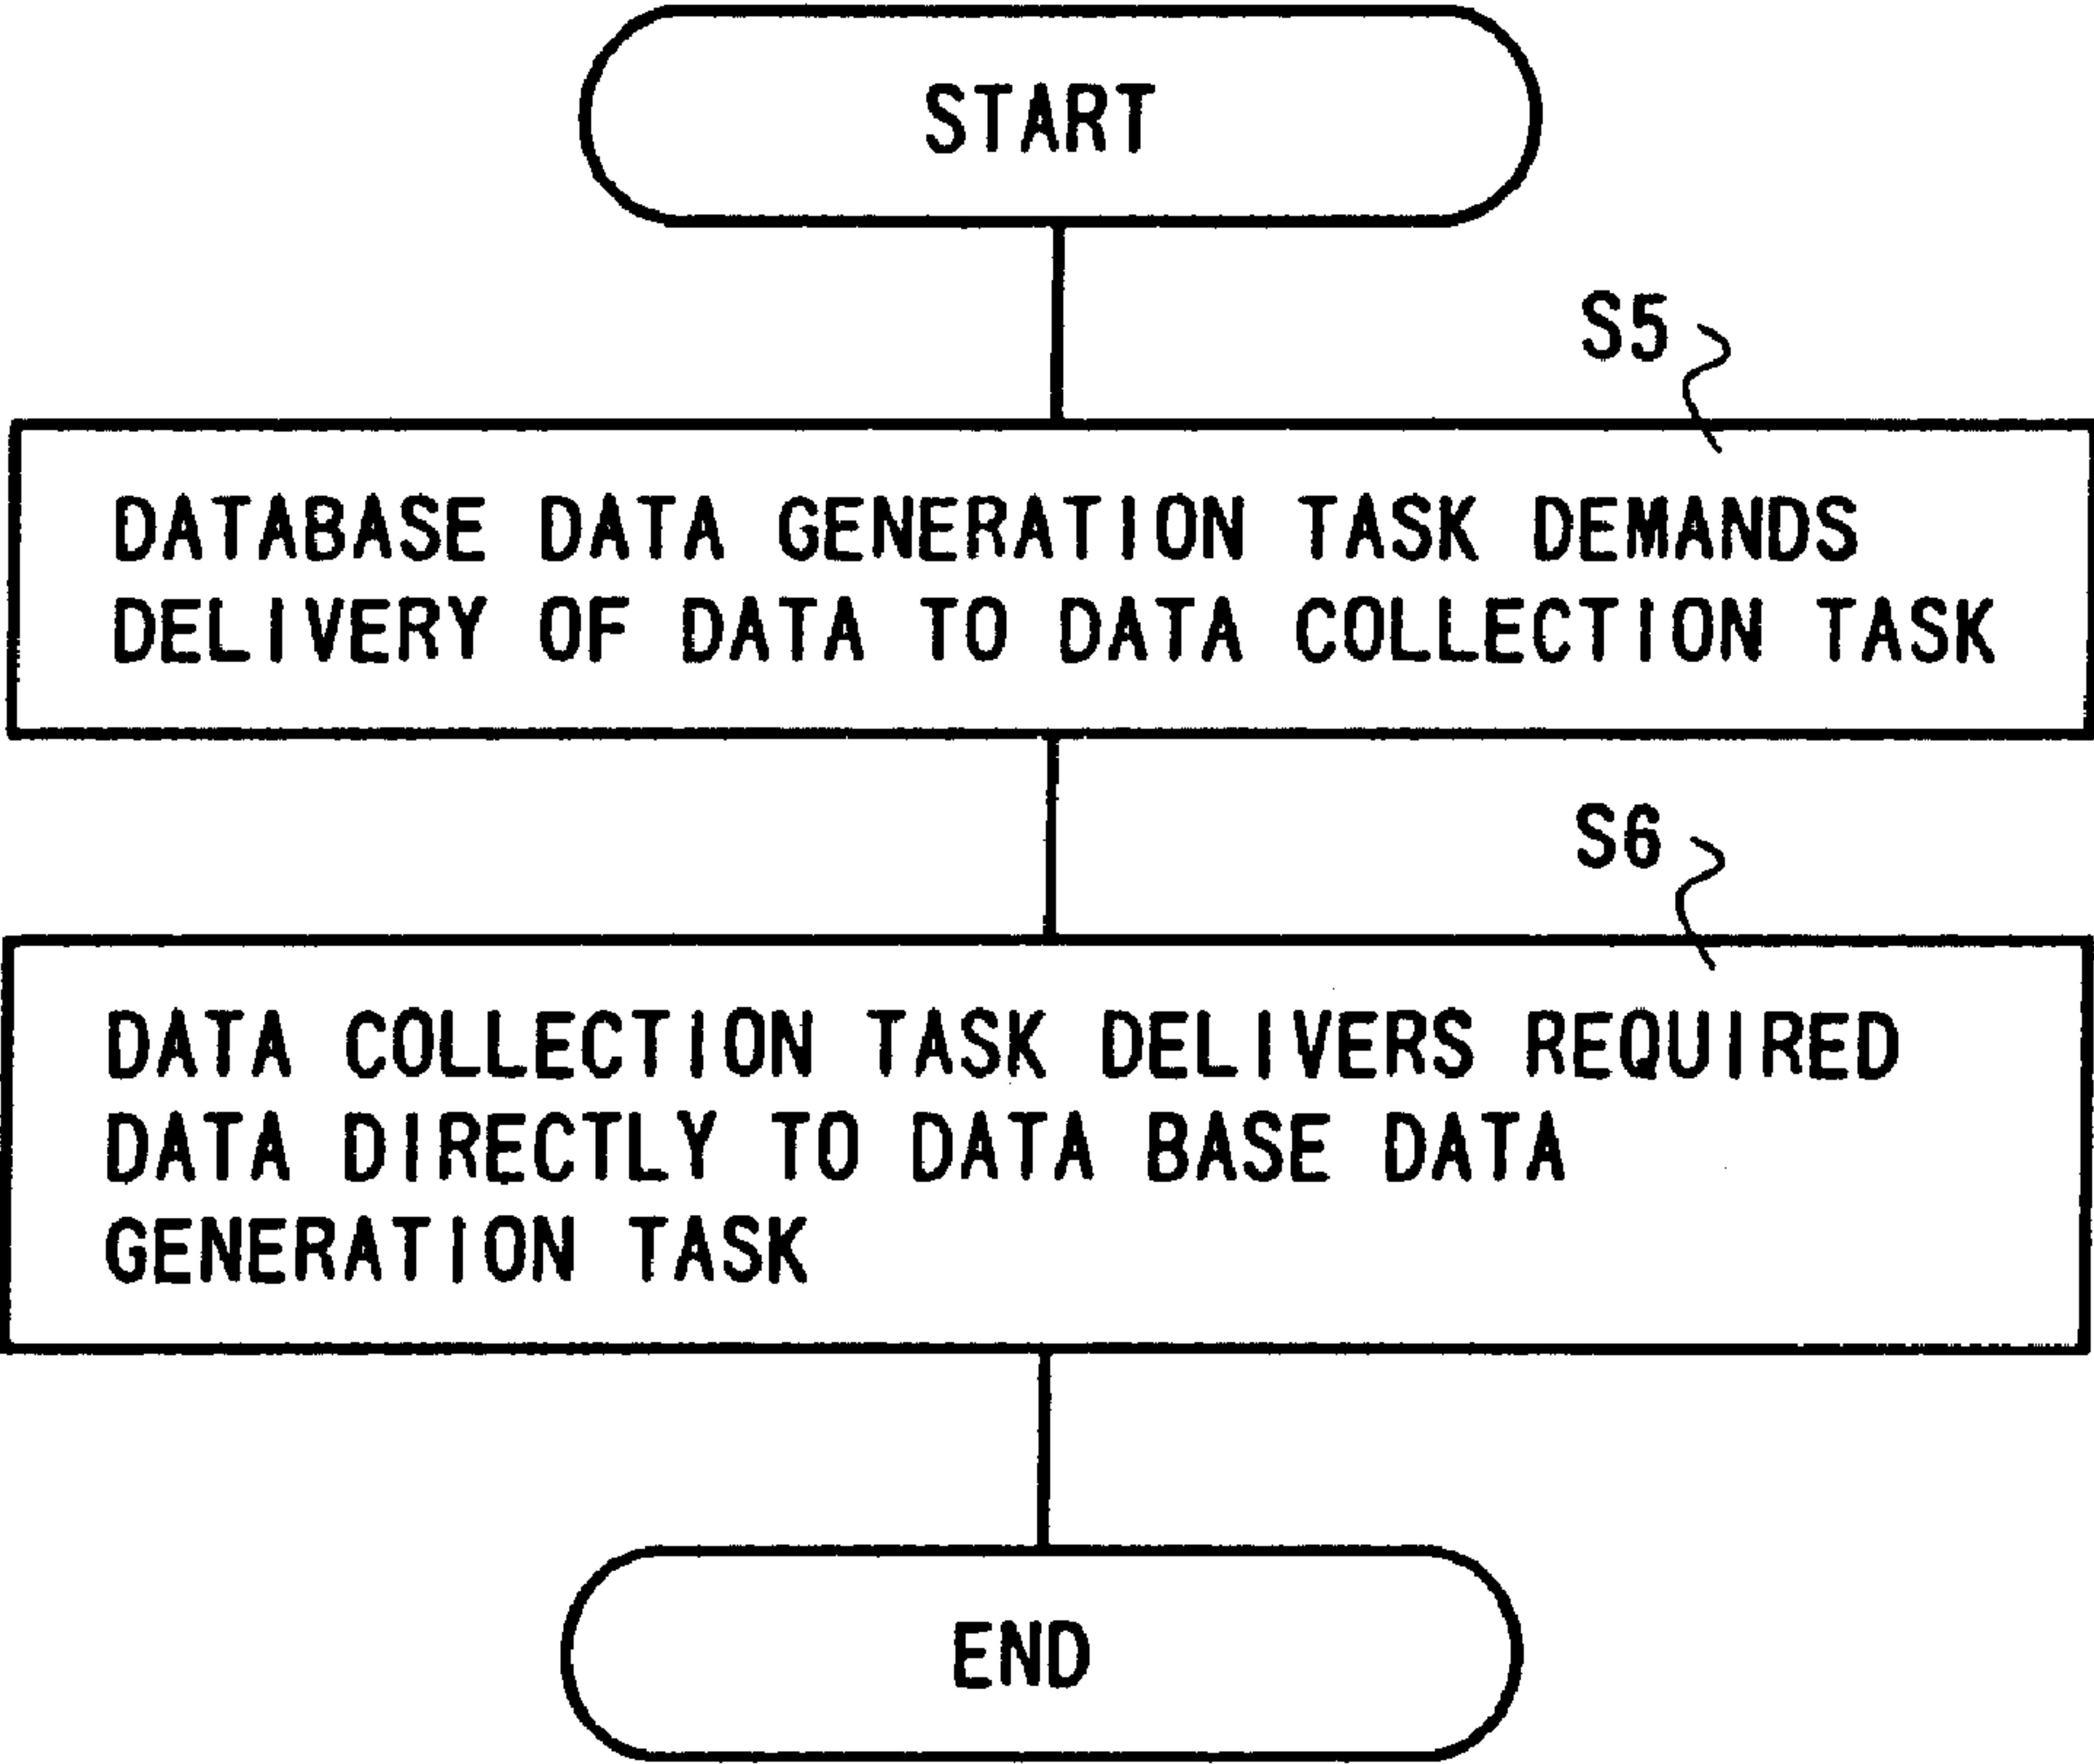 START
S5
DATABASE DATA GENERATION TASK DEMANDS
DELIVERY OF DATA TO DATA COLLECTION TASK
S6
DATA COLLECTION TASK DELIVERS REQUIRED
DATA DIRECTLY TO DATA BASE DATA
GENERATION TASK
END